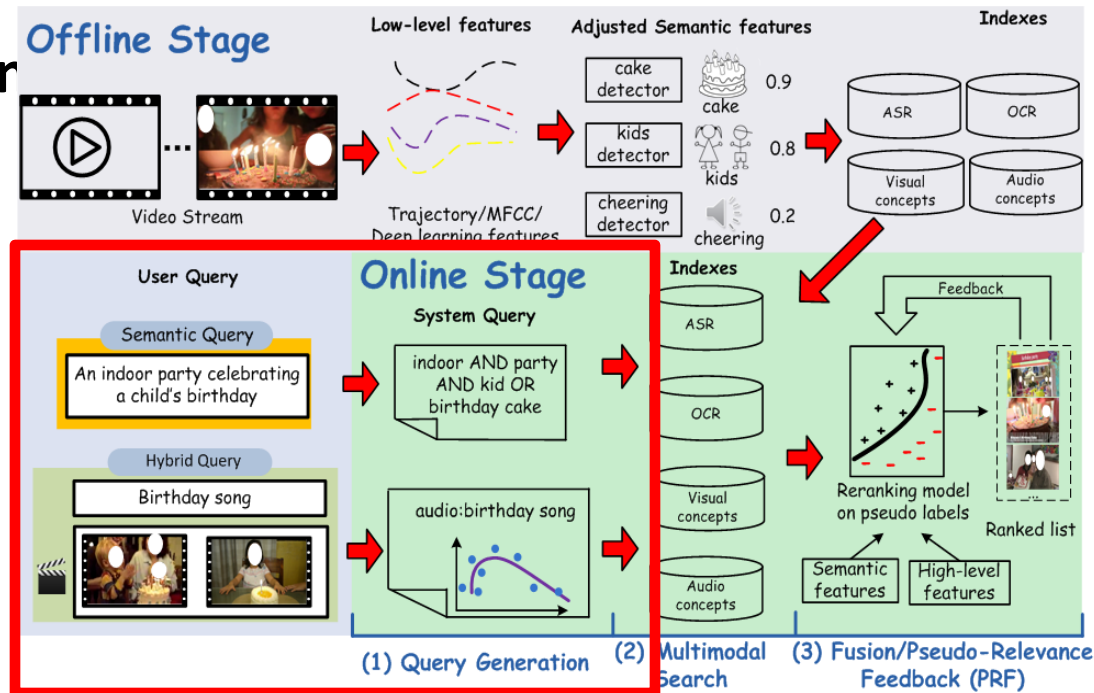 Offline Stage
Low-level features
Adjusted Semantic features
Indexes
cake
detector
cake
0.9
kids
detector
kids
0.8
cheering
detector
cheering
0.2
ASR
OCR
Visual
concepts
Audio
concepts
...
Video Stream
Trajectory/MFCC/
Deep learning features
User Query
Online Stage
Semantic Query
An indoor party celebrating
a child's birthday
Hybrid Query
Birthday song
System Query
indoor AND party
AND kid OR
birthday cake
audio:birthday song
Indexes
ASR
OCR
Visual
concepts
Audio
concepts
Feedback
Reranking model
on pseudo labels
...
Ranked list
Semantic
features
High-level
features
(1) Query Generation
(2) Multimodal
Search
(3) Fusion/Pseudo-Relevance
Feedback (PRF)